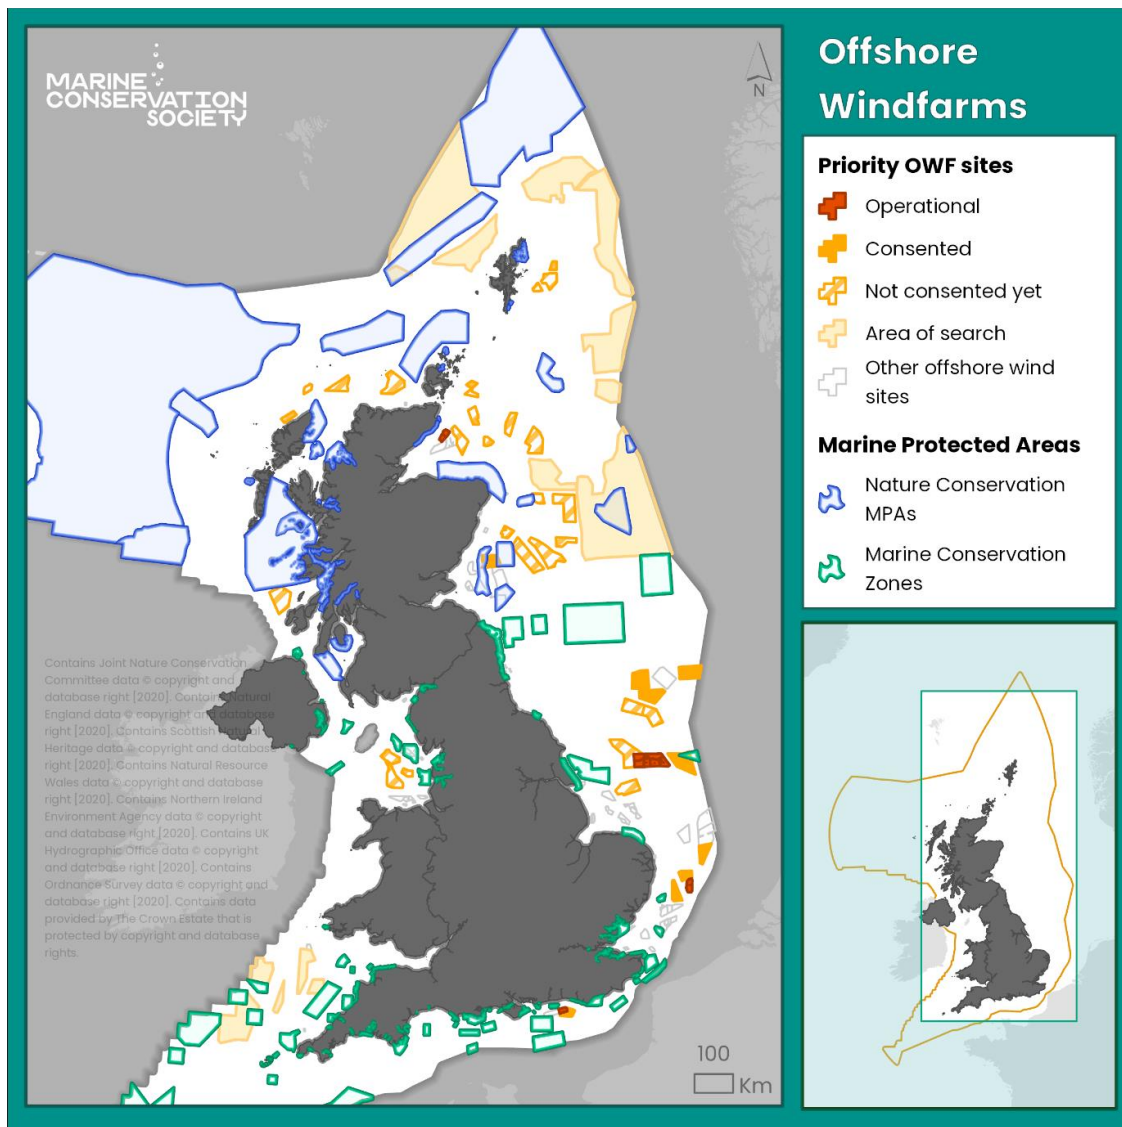 MARINE
CONSERVATION
SOCIETY
N
Contains Joint Nature Conservation
Committee data © copyright and
database right [2020]. Contains Natural
England data © copyright and database
right [2020]. Contains Scottish Natural
Heritage data © copyright and database
right [2020]. Contains Natural Resource
Wales data © copyright and database
right [2020]. Contains Northern Ireland
Environment Agency data © copyright
and database right [2020]. Contains UK
Hydrographic Office data © copyright
and database right [2020]. Contains
Ordnance Survey data © copyright and
database right [2020]. Contains data
provided by The Crown Estate that is
protected by copyright and database
rights.
100
Km
Offshore
Windfarms
Priority OWF sites
Operational
Consented
Not consented yet
Area of search
Other offshore wind
sites
Marine Protected Areas
Nature Conservation
MPAs
Marine Conservation
Zones